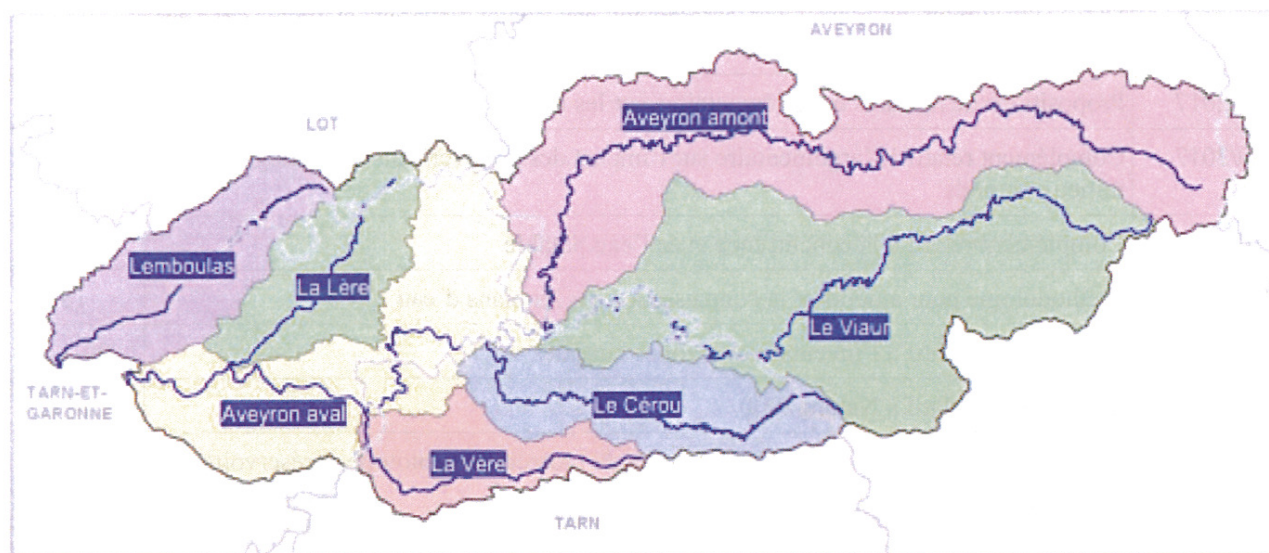 AVEYRON
Aveyron amont
LOT
Lemboulas
La Lère
Le Viaur
TARN-ET-
GARONNE
Aveyron aval
Le Cérou
La Vère
TARN